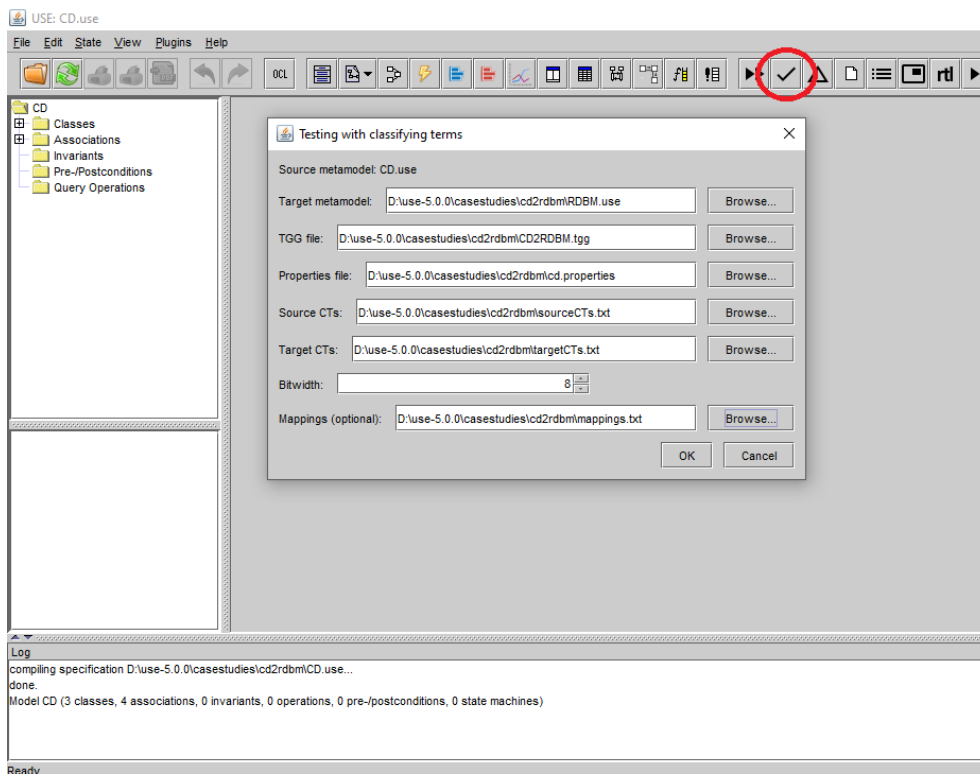 USE: CD.use
File Edit State View Plugins Help
OCL
rtl
CD
Classes
Associations
Invariants
Pre-/Postconditions
Query Operations
Testing with classifying terms
Source metamodel: CD.use
Target metamodel: D:\use-5.0.0\casestudies\cd2rdbm\RDBM.use Browse...
TGG file: D:\use-5.0.0\casestudies\cd2rdbm\CD2RDBM.tgg Browse...
Properties file: D:\use-5.0.0\casestudies\cd2rdbm\cd.properties Browse...
Source CTs: D:\use-5.0.0\casestudies\cd2rdbm\sourceCTs.txt Browse...
Target CTs: D:\use-5.0.0\casestudies\cd2rdbm\targetCTs.txt Browse...
Bitwidth: 8
Mappings (optional): D:\use-5.0.0\casestudies\cd2rdbm\mappings.txt Browse...
OK Cancel
Log
compiling specification D:\use-5.0.0\casestudies\cd2rdbm\CD.use...
done.
Model CD (3 classes, 4 associations, 0 invariants, 0 operations, 0 pre-/postconditions, 0 state machines)
Ready